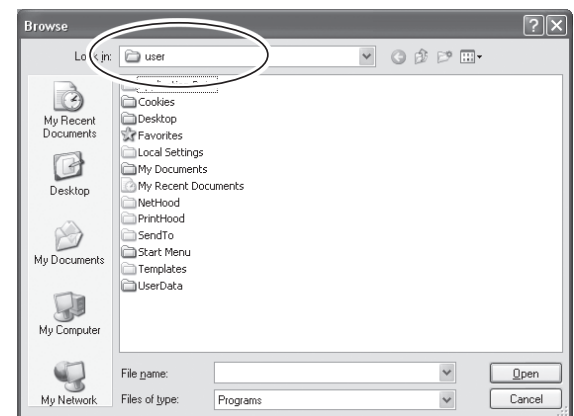 Browse
Look in: user
Cookies
Desktop
Favorites
Local Settings
My Documents
My Recent Documents
NetHood
PrintHood
SendTo
Start Menu
Templates
UserData
My Recent
Documents
Desktop
My Documents
My Computer
My Network
File name:
Open
Files of type: Programs
Cancel